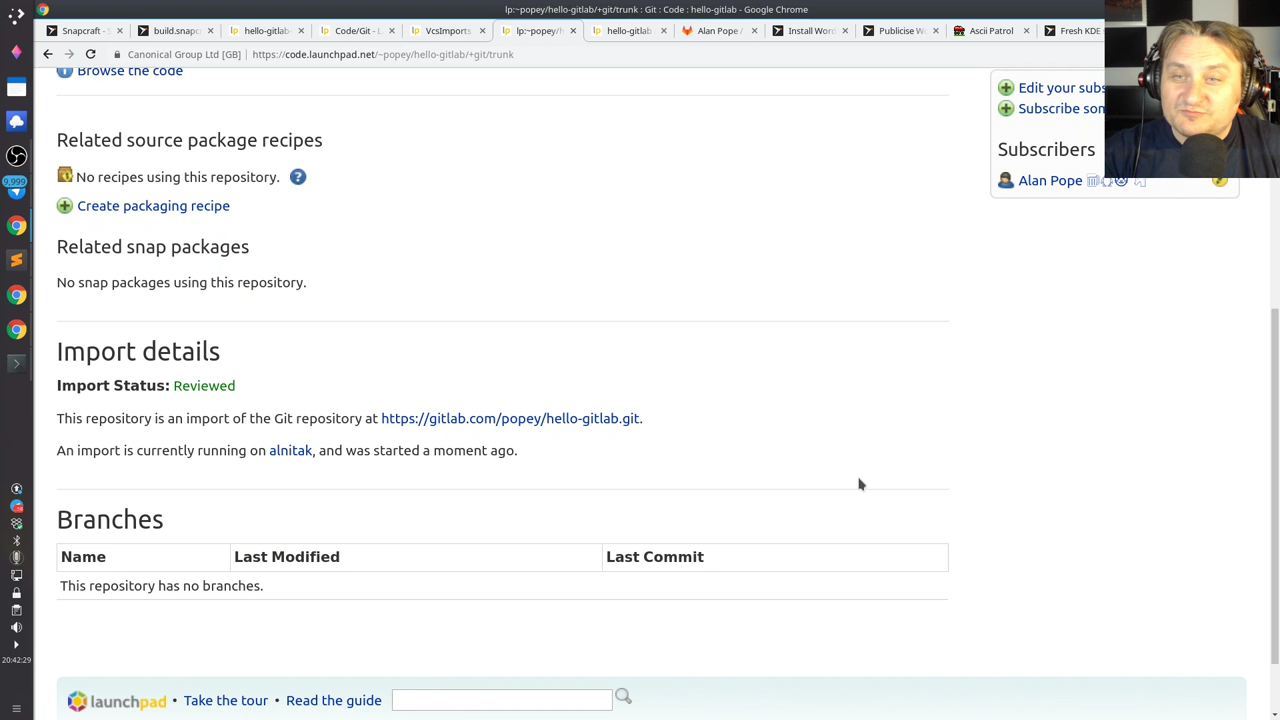 lp:~popey/hello-gitlab/+git/trunk : Git : Code : hello-gitlab - Google Chrome
Snapcraft - build.snapc hello-gitlab Code/Git - L VcsImports lp:~popey/h hello-gitlab Alan Pope / Install Word Publicise W Ascii Patrol Fresh KDE
Canonical Group Ltd [GB] https://code.launchpad.net/~popey/hello-gitlab/+git/trunk
Browse the code
Edit your subs
Subscribe son
Related source package recipes
Subscribers
No recipes using this repository.
Alan Pope
Create packaging recipe
9,999
Related snap packages
No snap packages using this repository.
Import details
Import Status: Reviewed
This repository is an import of the Git repository at https://gitlab.com/popey/hello-gitlab.git.
An import is currently running on alnitak, and was started a moment ago.
Branches
Name Last Modified Last Commit
This repository has no branches.
20:42:29
launchpad • Take the tour • Read the guide